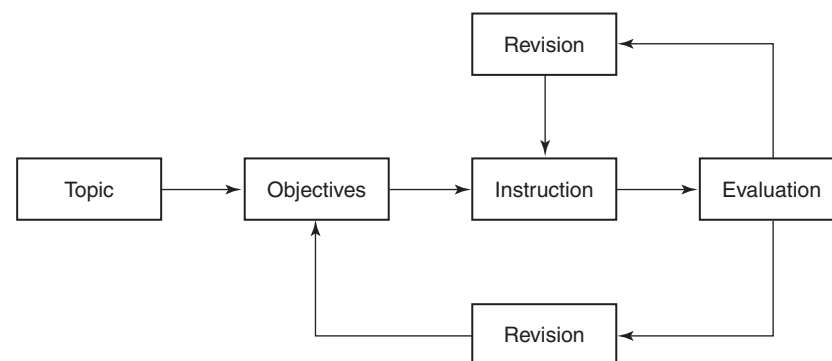 Revision
Topic
Objectives
Instruction
Evaluation
Revision